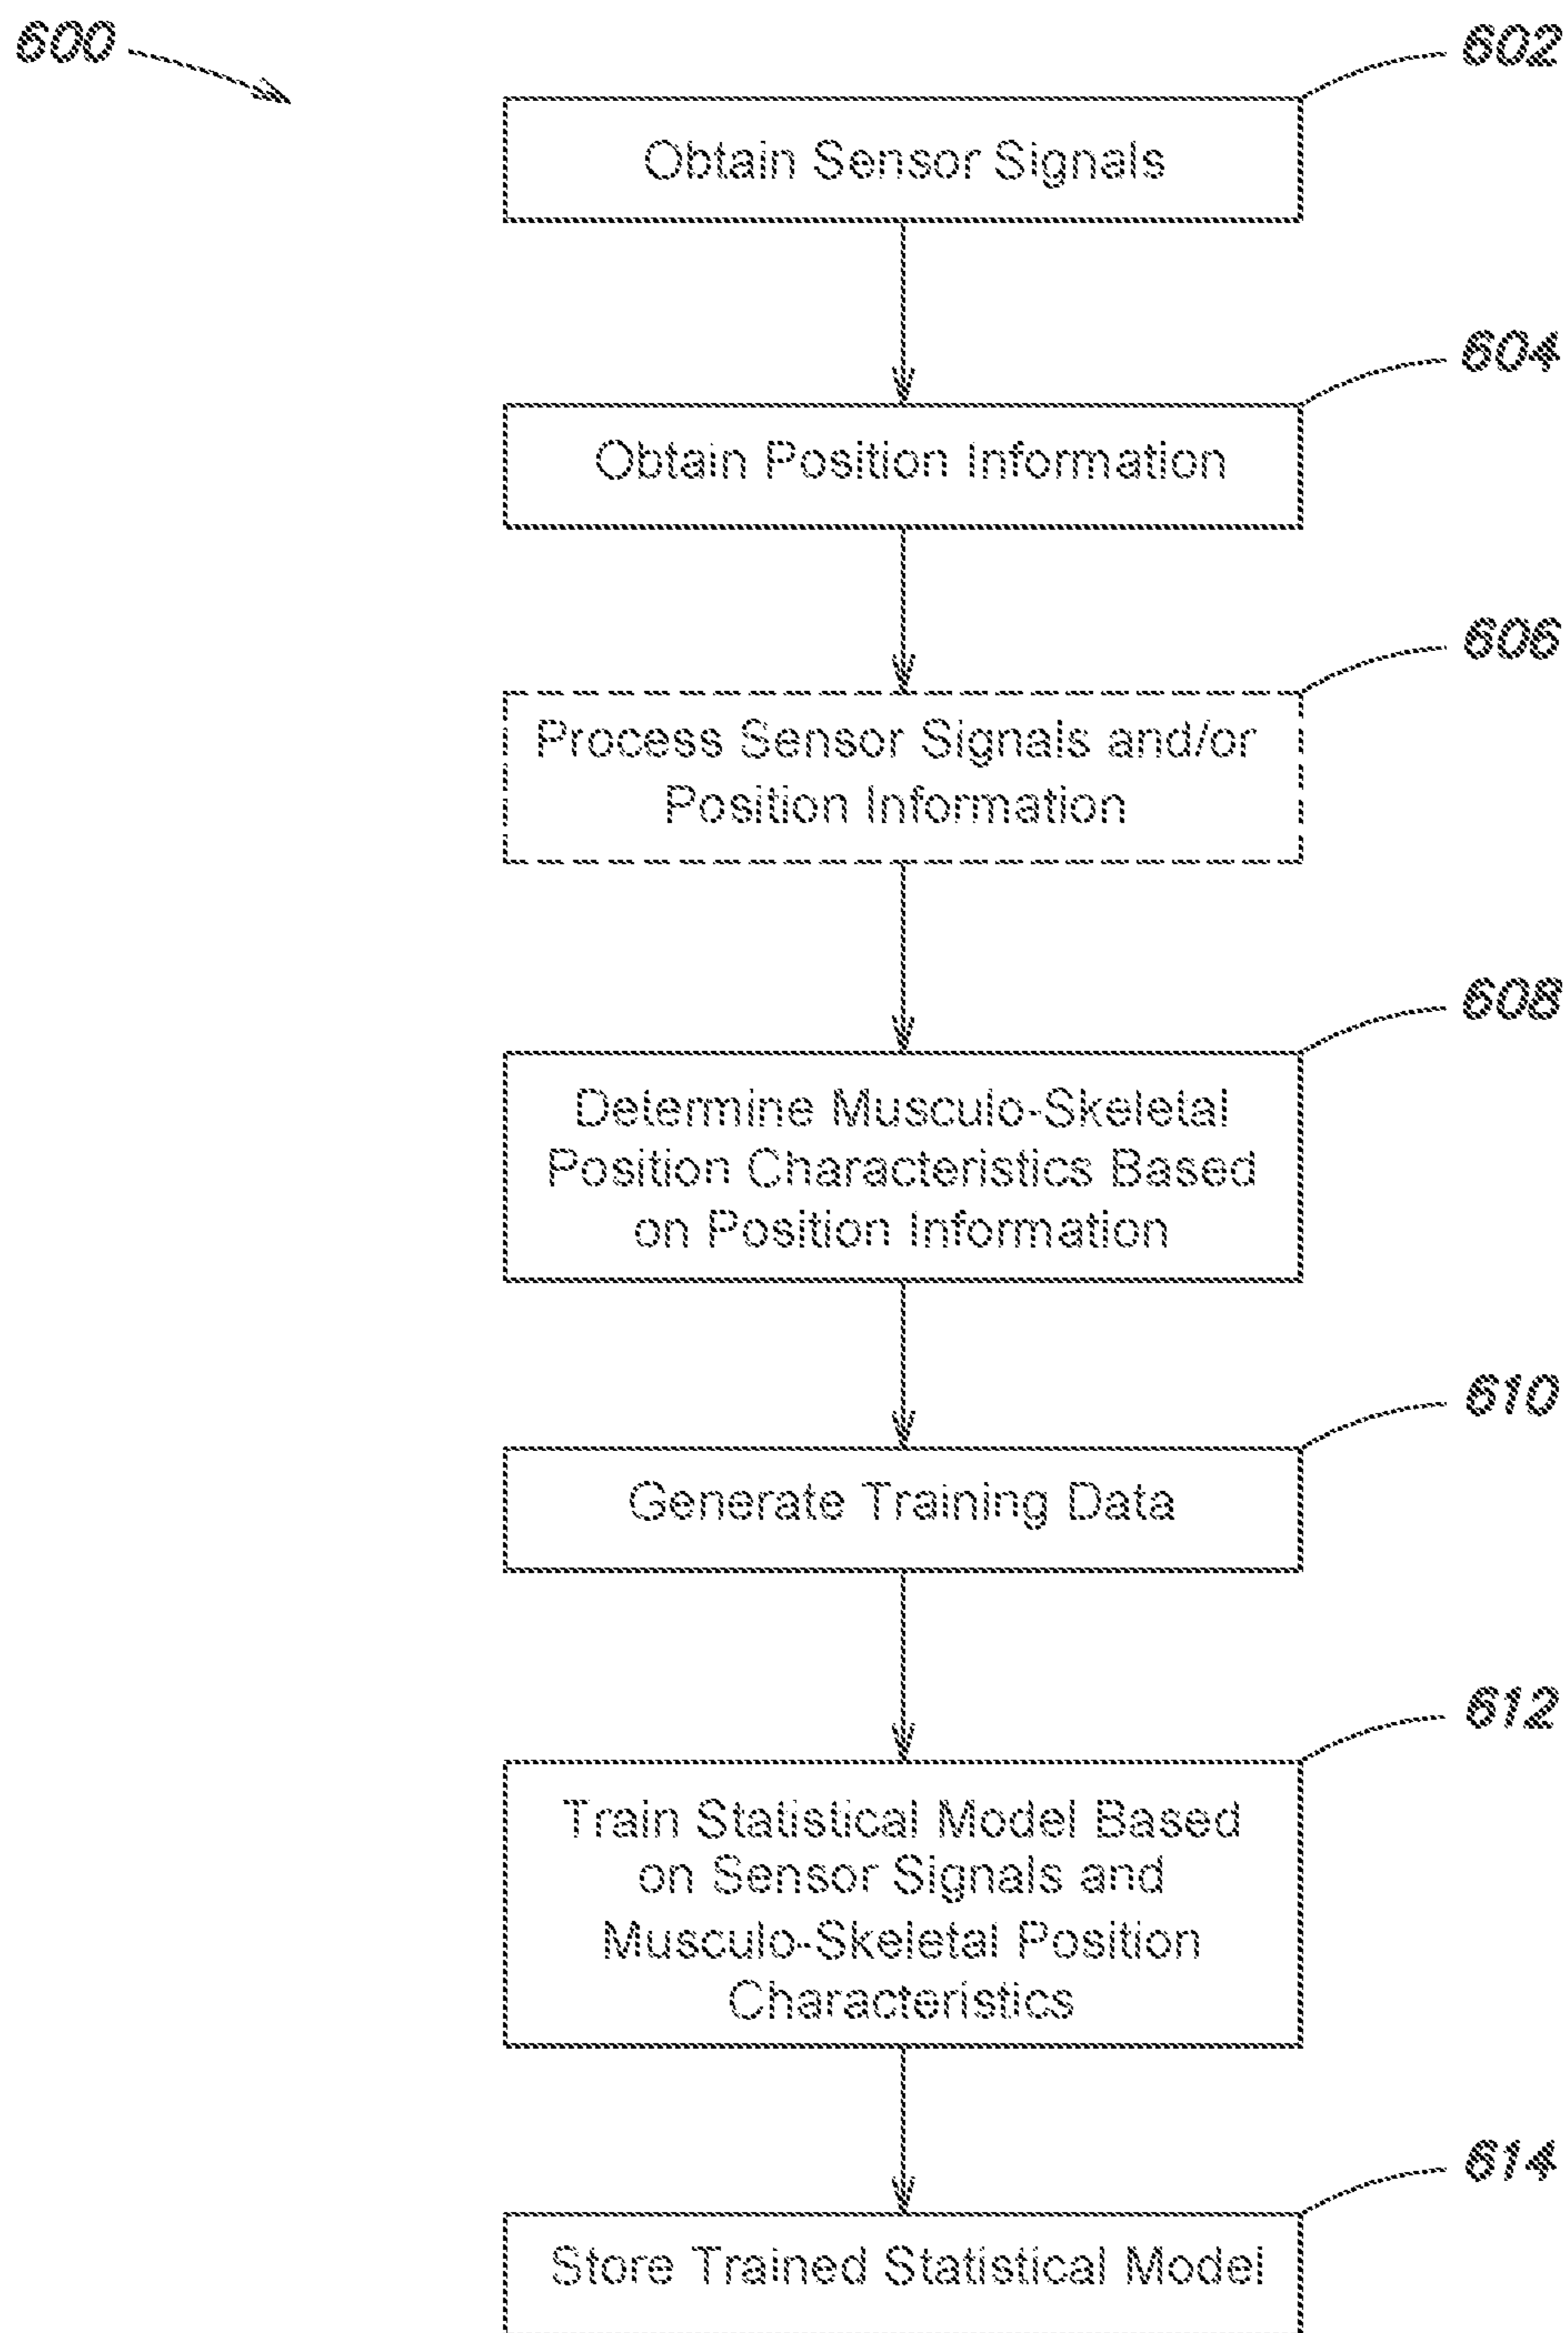 600
602
Obtain Sensor Signals
604
Obtain Position Information
606
Process Sensor Signals and/or
Position Information
608
Determine Musculo-Skeletal
Position Characteristics Based
on Position Information
610
Generate Training Data
612
Train Statistical Model Based
on Sensor Signals and
Musculo-Skeletal Position
Characteristics
614
Store Trained Statistical Model